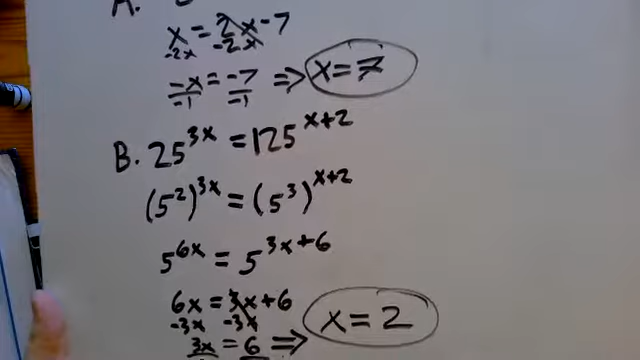 A.
x = 2x - 7
-2x -2x
-x = -7 ⇒ x = 7
-1 -1
B. 25^{3x} = 125^{x+2}
(5^2)^{3x} = (5^3)^{x+2}
5^{6x} = 5^{3x+6}
6x = 3x + 6
-3x -3x
3x = 6 ⇒ x = 2